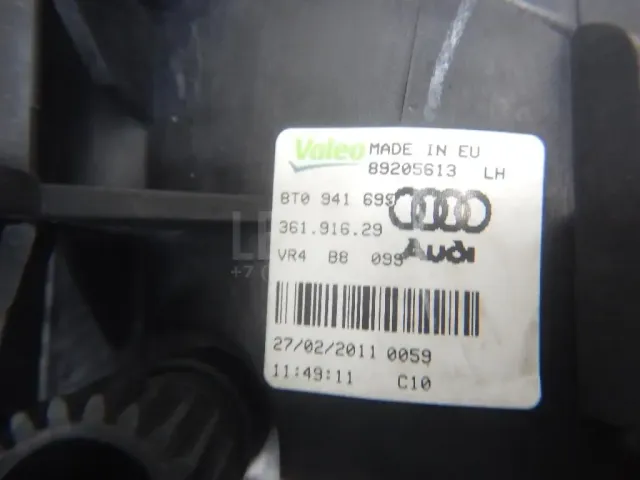 Valeo MADE IN EU
89205613 LH
8T0 941 699
361.916.29
VR4 B8 099 Audi
27/02/2011 0059
11:49:11 C10